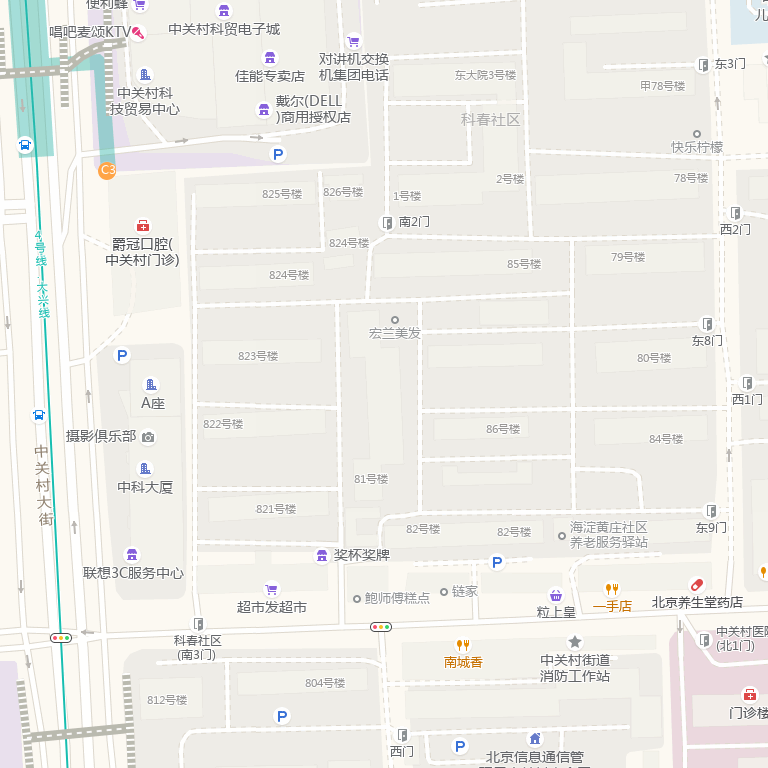 便利蜂
唱吧麦颂KTV
中关村科贸电子城
对讲机交换
机集团电话
佳能专卖店
中关村科
技贸易中心
戴尔(DELL
)商用授权店
东大院3号楼
东3门
甲78号楼
科春社区
快乐柠檬
P
C3
825号楼
826号楼
1号楼
2号楼
78号楼
南2门
西2门
爵冠口腔(
中关村门诊)
824号楼
824号楼
85号楼
79号楼
4号线·大兴线
宏兰美发
东8门
P
823号楼
80号楼
西1门
A座
822号楼
86号楼
84号楼
摄影俱乐部
中科大厦
中关村大街
81号楼
821号楼
82号楼
82号楼
海淀黄庄社区
养老服务驿站
东9门
联想3C服务中心
奖杯奖牌
P
超市发超市
鲍师傅糕点
链家
粒上皇
一手店
北京养生堂药店
科春社区
(南3门)
南城香
中关村街道
消防工作站
中关村医院
(北1门)
812号楼
804号楼
P
门诊楼
西门
P
北京信息通信管